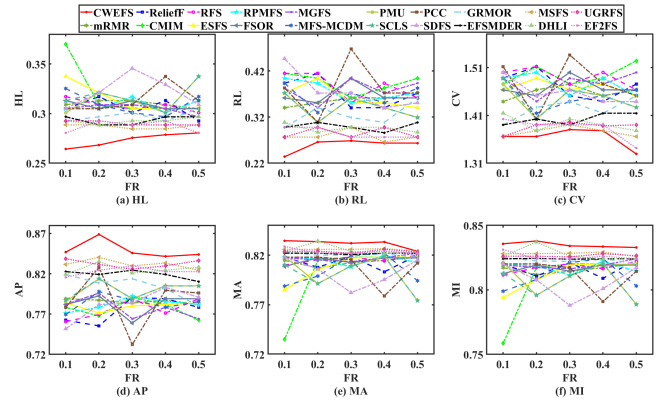 CWEFS ReliefF RFS RPMFS MGFS PMU PCC GRMOR MSFS UGRFS
mRMR CMIM ESFS FSOR MFS-MCDM SCLS SDFS EFSMDER DHLI EF2FS
HL
0.35
0.3
0.25
0.1 0.2 0.3 0.4 0.5
FR
(a) HL
RL
0.42
0.32
0.22
0.1 0.2 0.3 0.4 0.5
FR
(b) RL
CV
1.51
1.41
1.31
0.1 0.2 0.3 0.4 0.5
FR
(c) CV
AP
0.87
0.82
0.77
0.72
0.1 0.2 0.3 0.4 0.5
FR
(d) AP
MA
0.82
0.77
0.72
0.1 0.2 0.3 0.4 0.5
FR
(e) MA
MI
0.85
0.8
0.75
0.1 0.2 0.3 0.4 0.5
FR
(f) MI